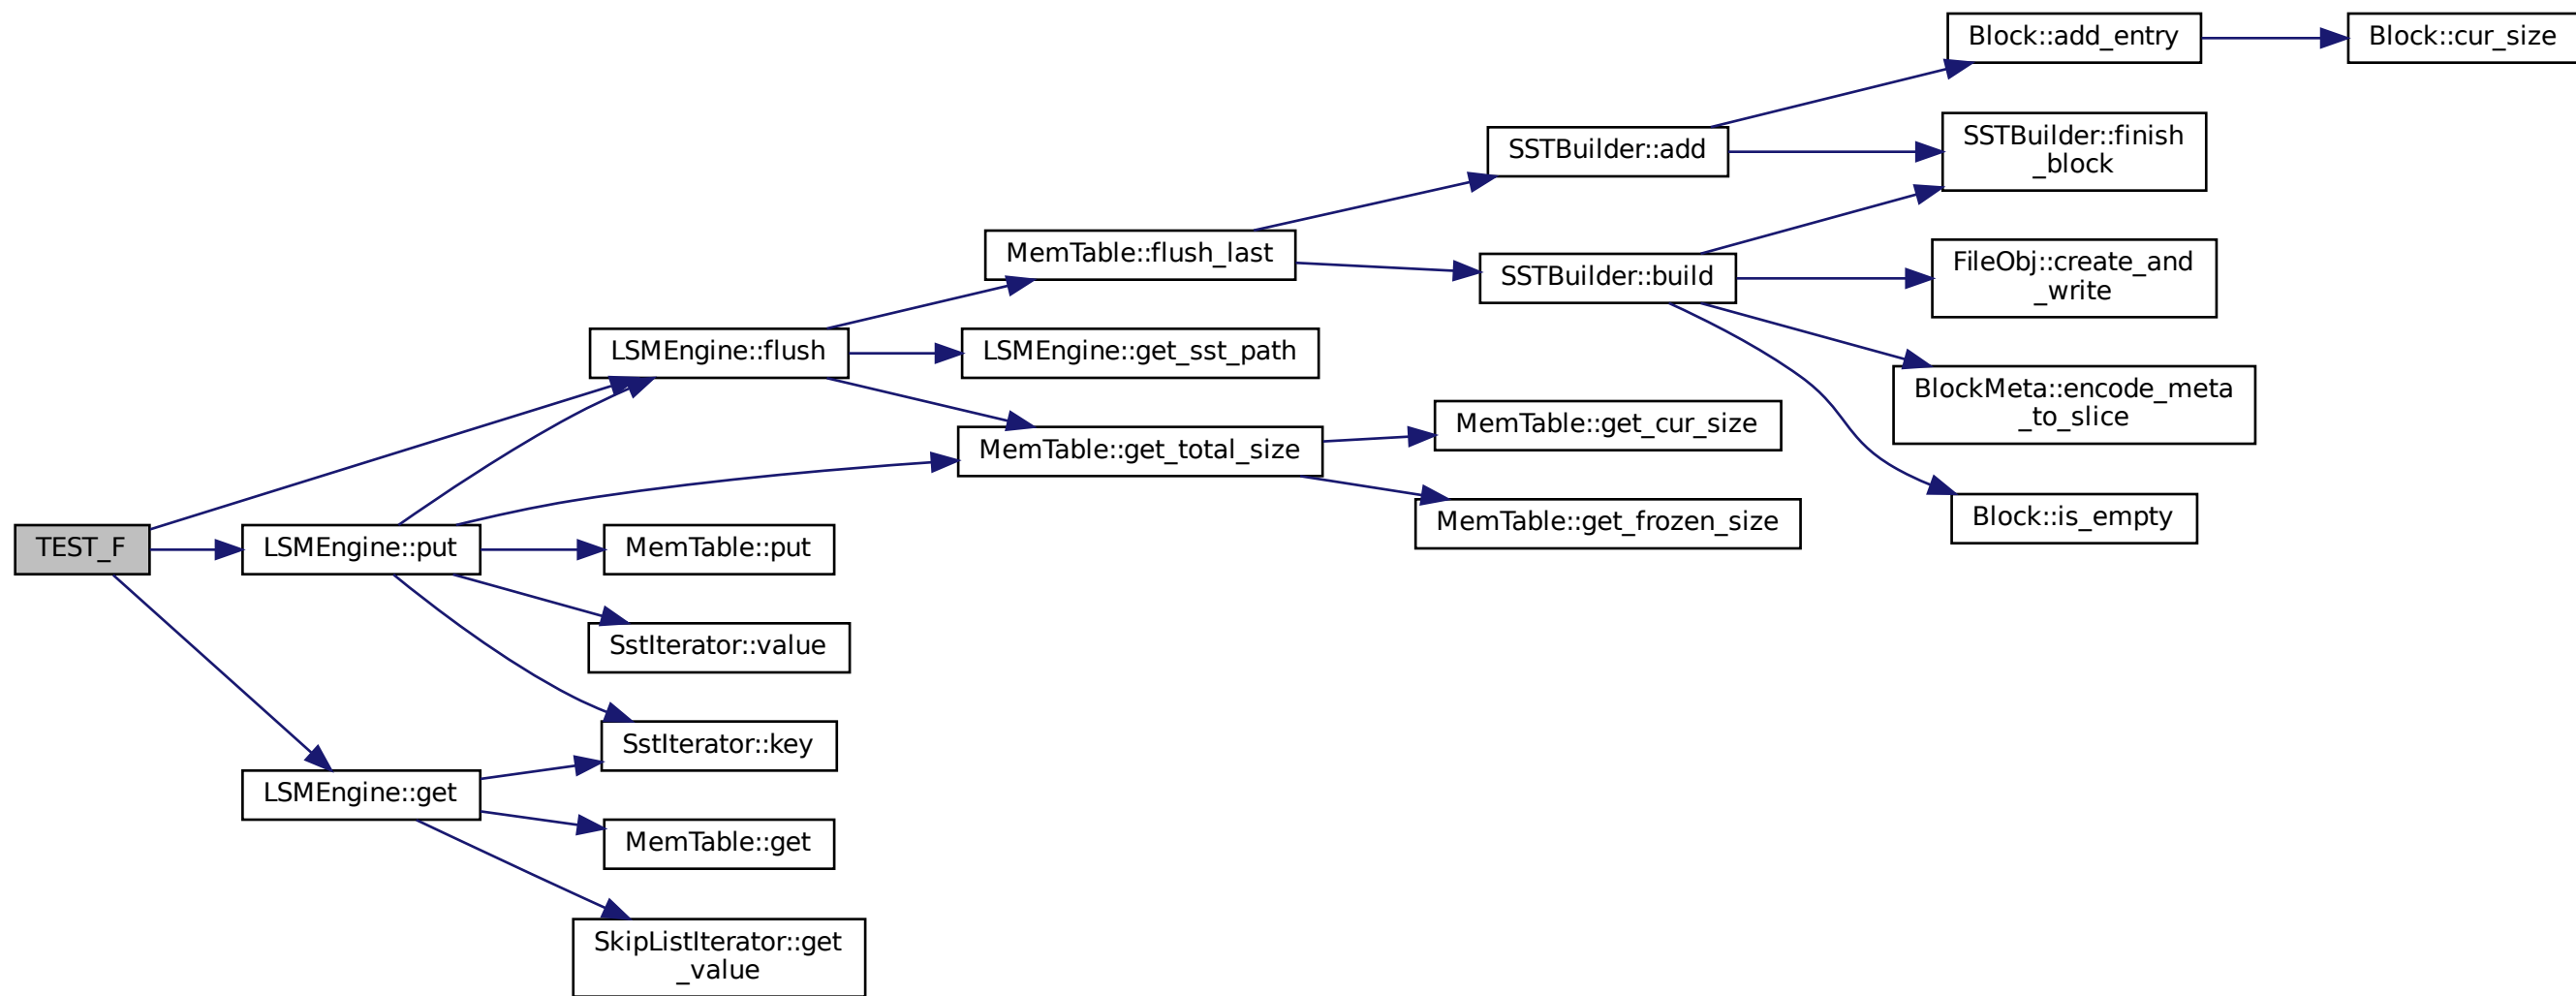 Block::add_entry
Block::cur_size
SSTBuilder::finish
_block
SSTBuilder::add
MemTable::flush_last
SSTBuilder::build
FileObj::create_and
_write
LSMEngine::flush
LSMEngine::get_sst_path
BlockMeta::encode_meta
_to_slice
MemTable::get_total_size
MemTable::get_cur_size
MemTable::get_frozen_size
Block::is_empty
TEST_F
LSMEngine::put
MemTable::put
SstIterator::value
SstIterator::key
LSMEngine::get
MemTable::get
SkipListIterator::get
_value